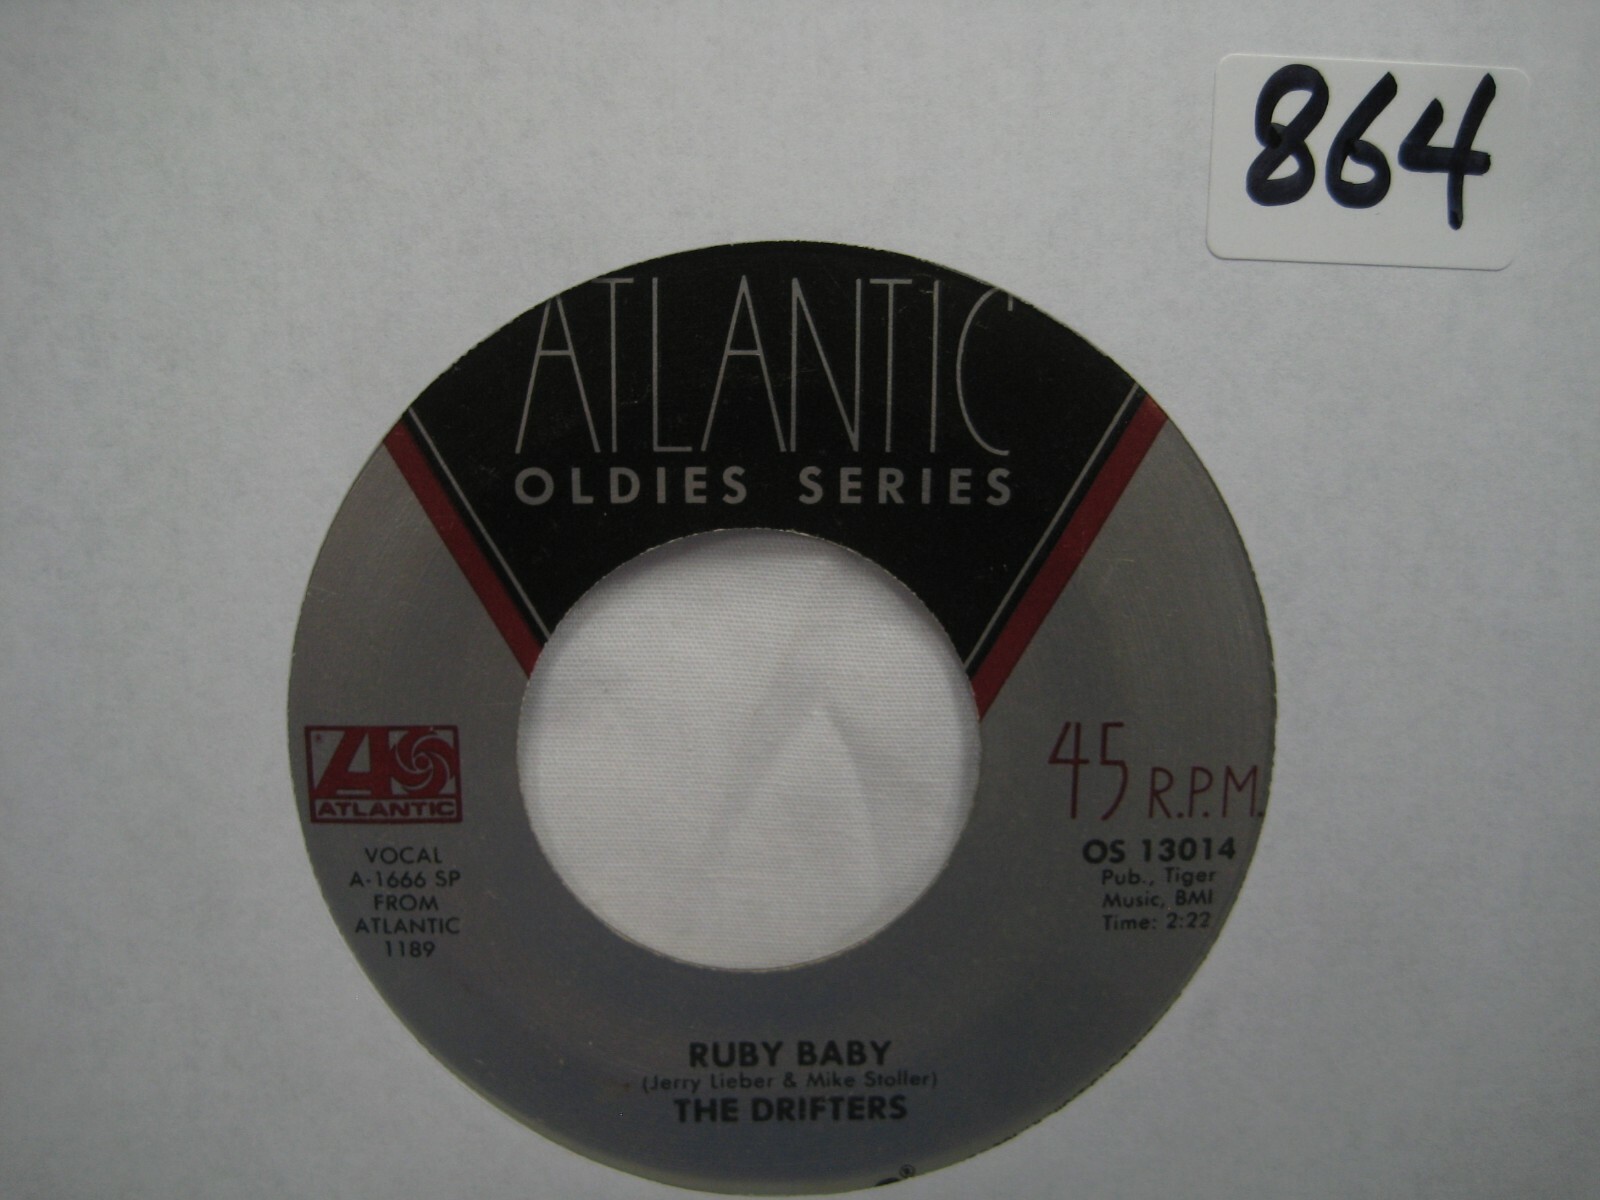 864
ATLANTIC
OLDIES SERIES
ATLANTIC
VOCAL
A-1666 SP
FROM
ATLANTIC
1189
45 R.P.M.
OS 13014
Pub., Tiger
Music, BMI
Time: 2:22
RUBY BABY
(Jerry Lieber & Mike Stoller)
THE DRIFTERS